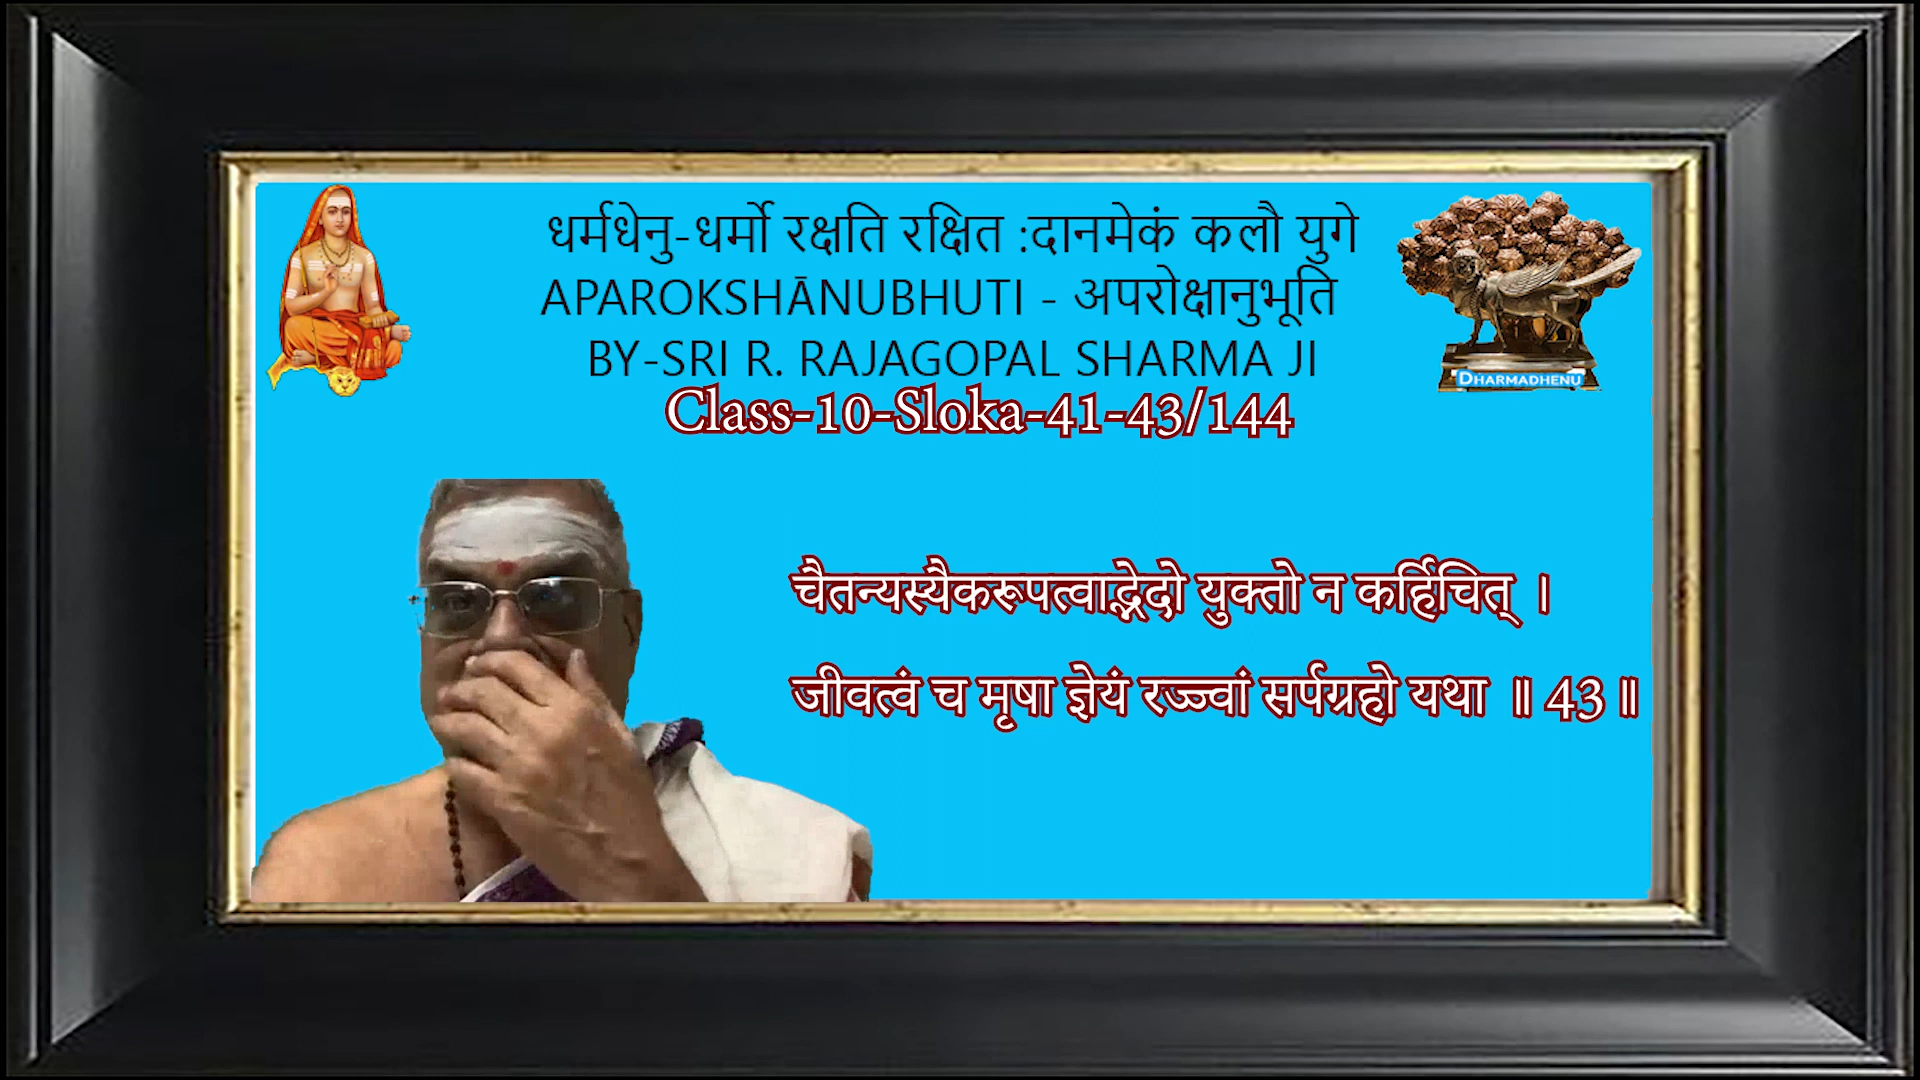 धर्मधेनु-धर्मो रक्षति रक्षित :दानमेकं कलौ युगे
APAROKSHĀNUBHUTI - अपरोक्षानुभूति
BY-SRI R. RAJAGOPAL SHARMA JI
Class-10-Sloka-41-43/144
DHARMADHENU
चैतन्यस्यैकरूपत्वाद्भेदो युक्तो न कर्हिचित् ।
जीवत्वं च मृषा ज्ञेयं रज्ज्वां सर्पग्रहो यथा ॥ 43 ॥